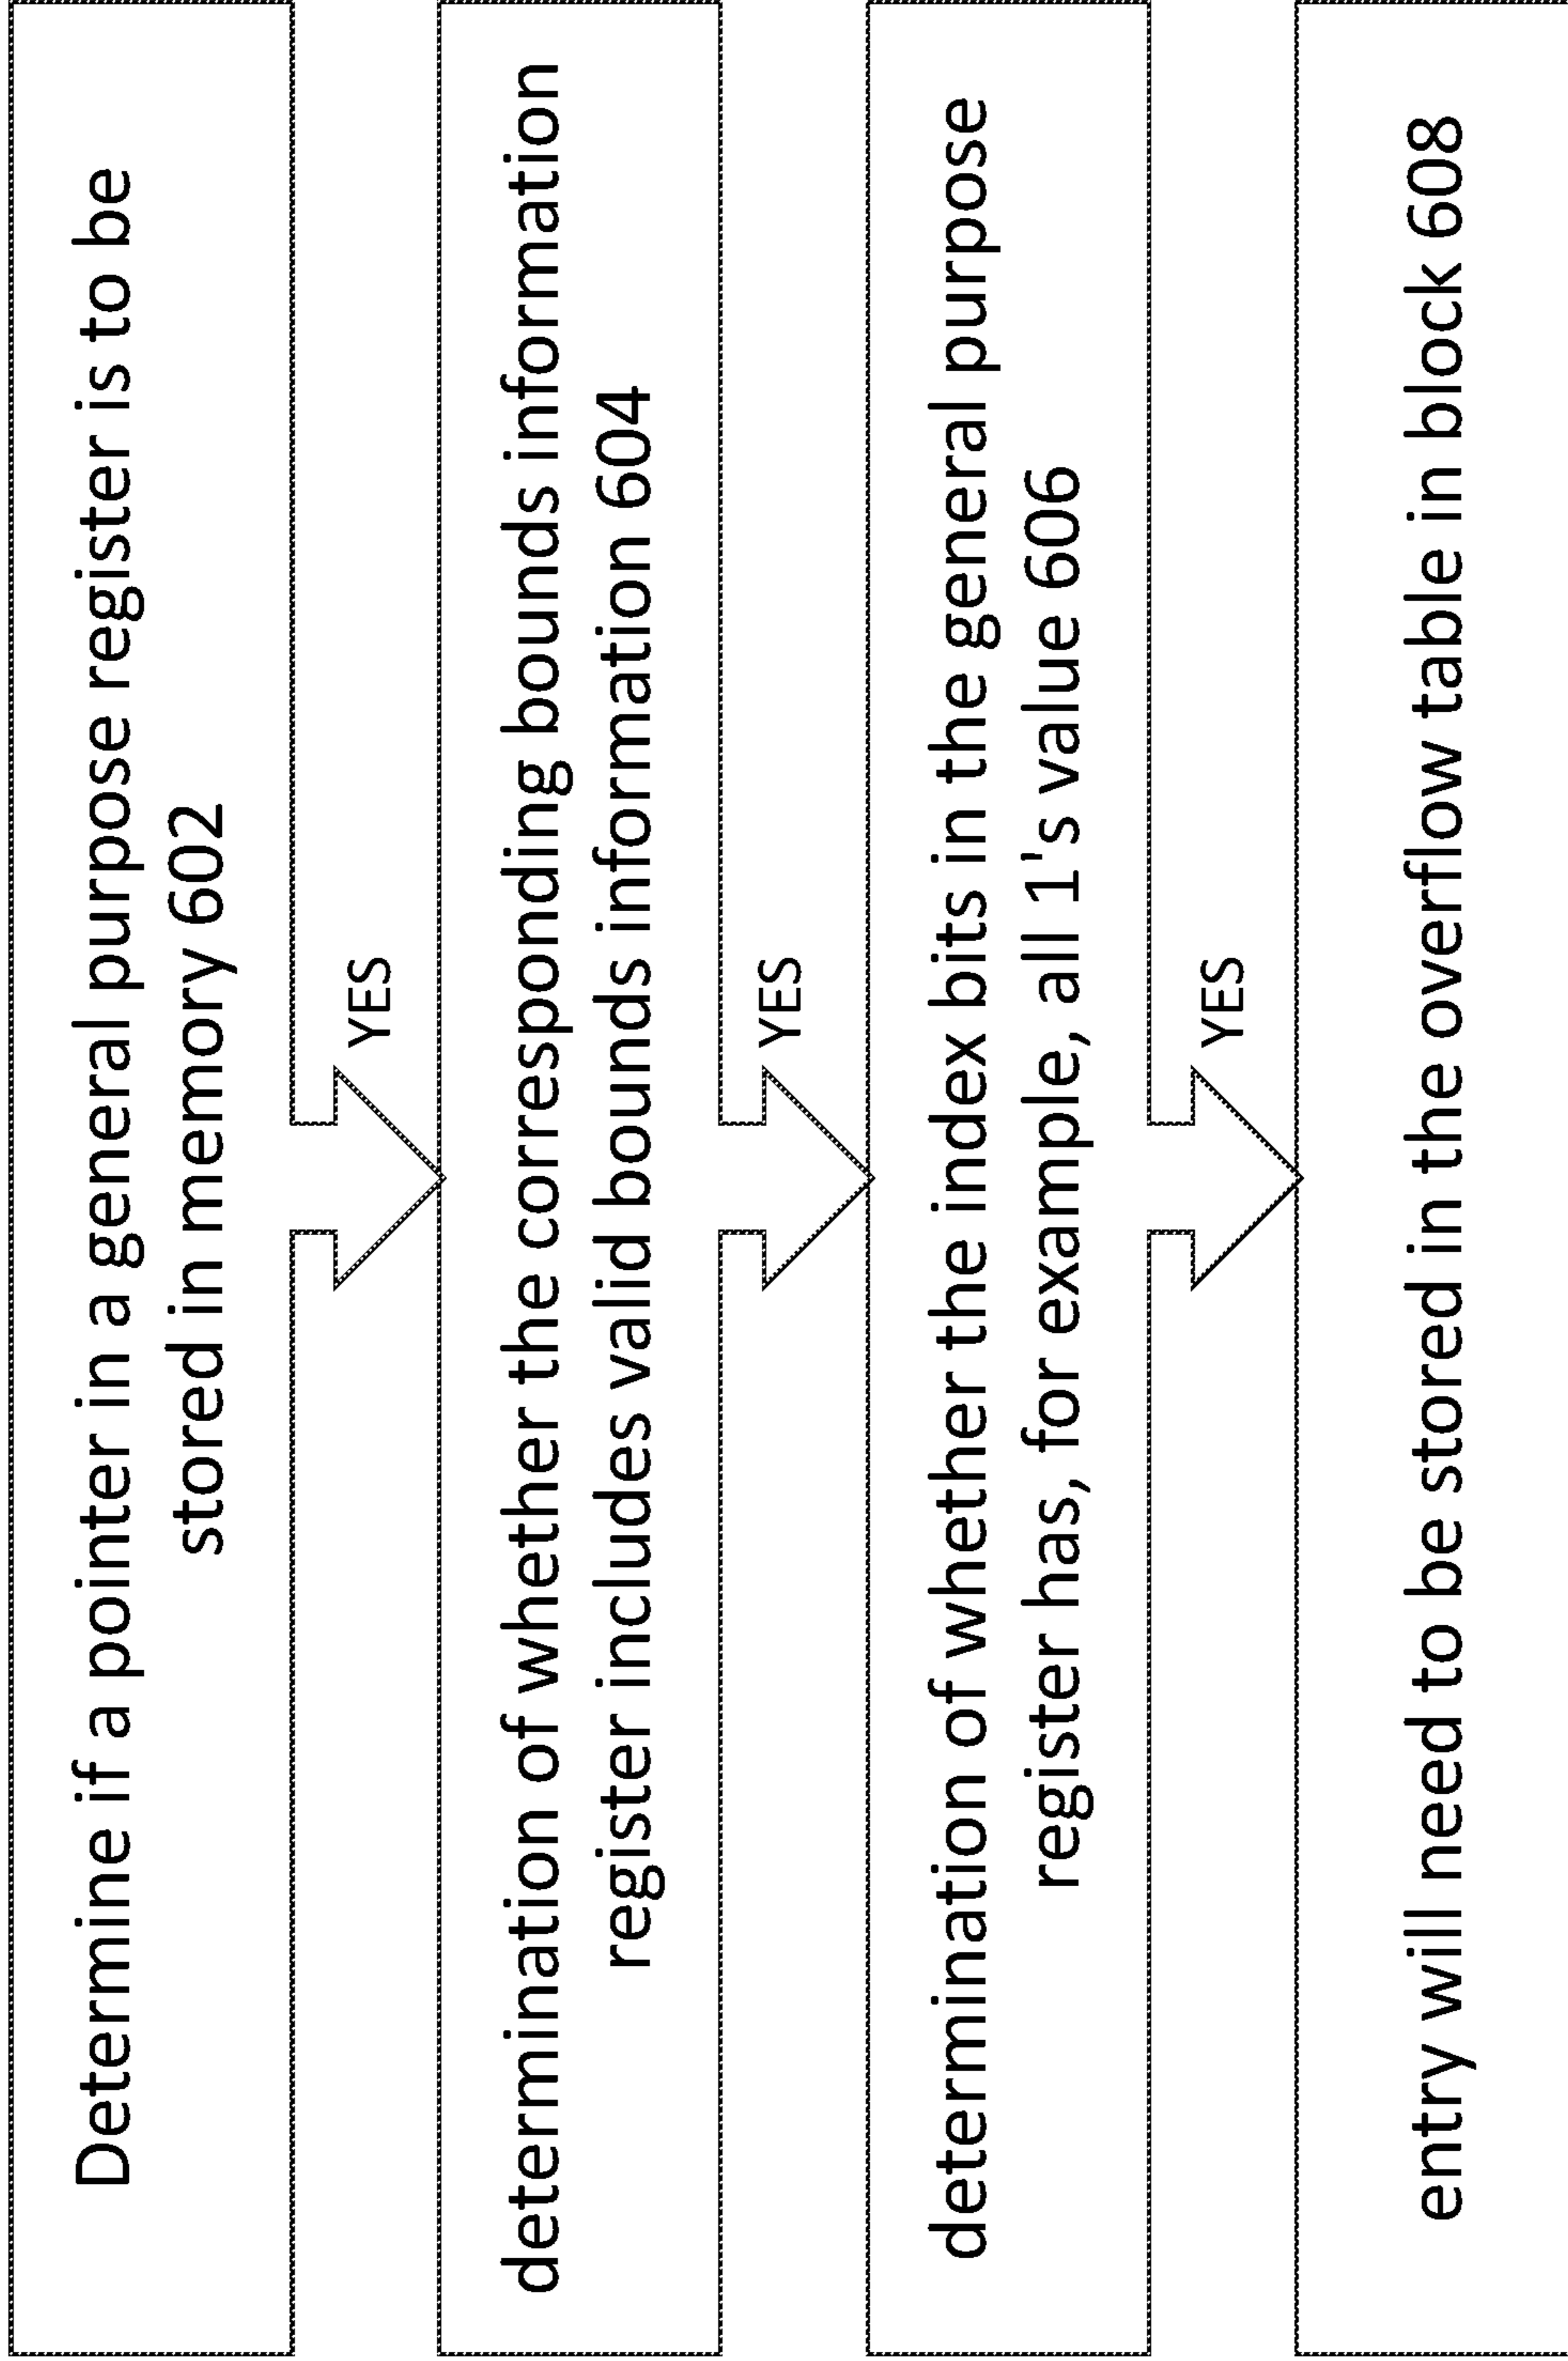 Determine if a pointer in a general purpose register is to be
stored in memory 602
YES
determination of whether the corresponding bounds information
register includes valid bounds information 604
YES
determination of whether the index bits in the general purpose
register has, for example, all 1's value 606
YES
entry will need to be stored in the overflow table in block 608